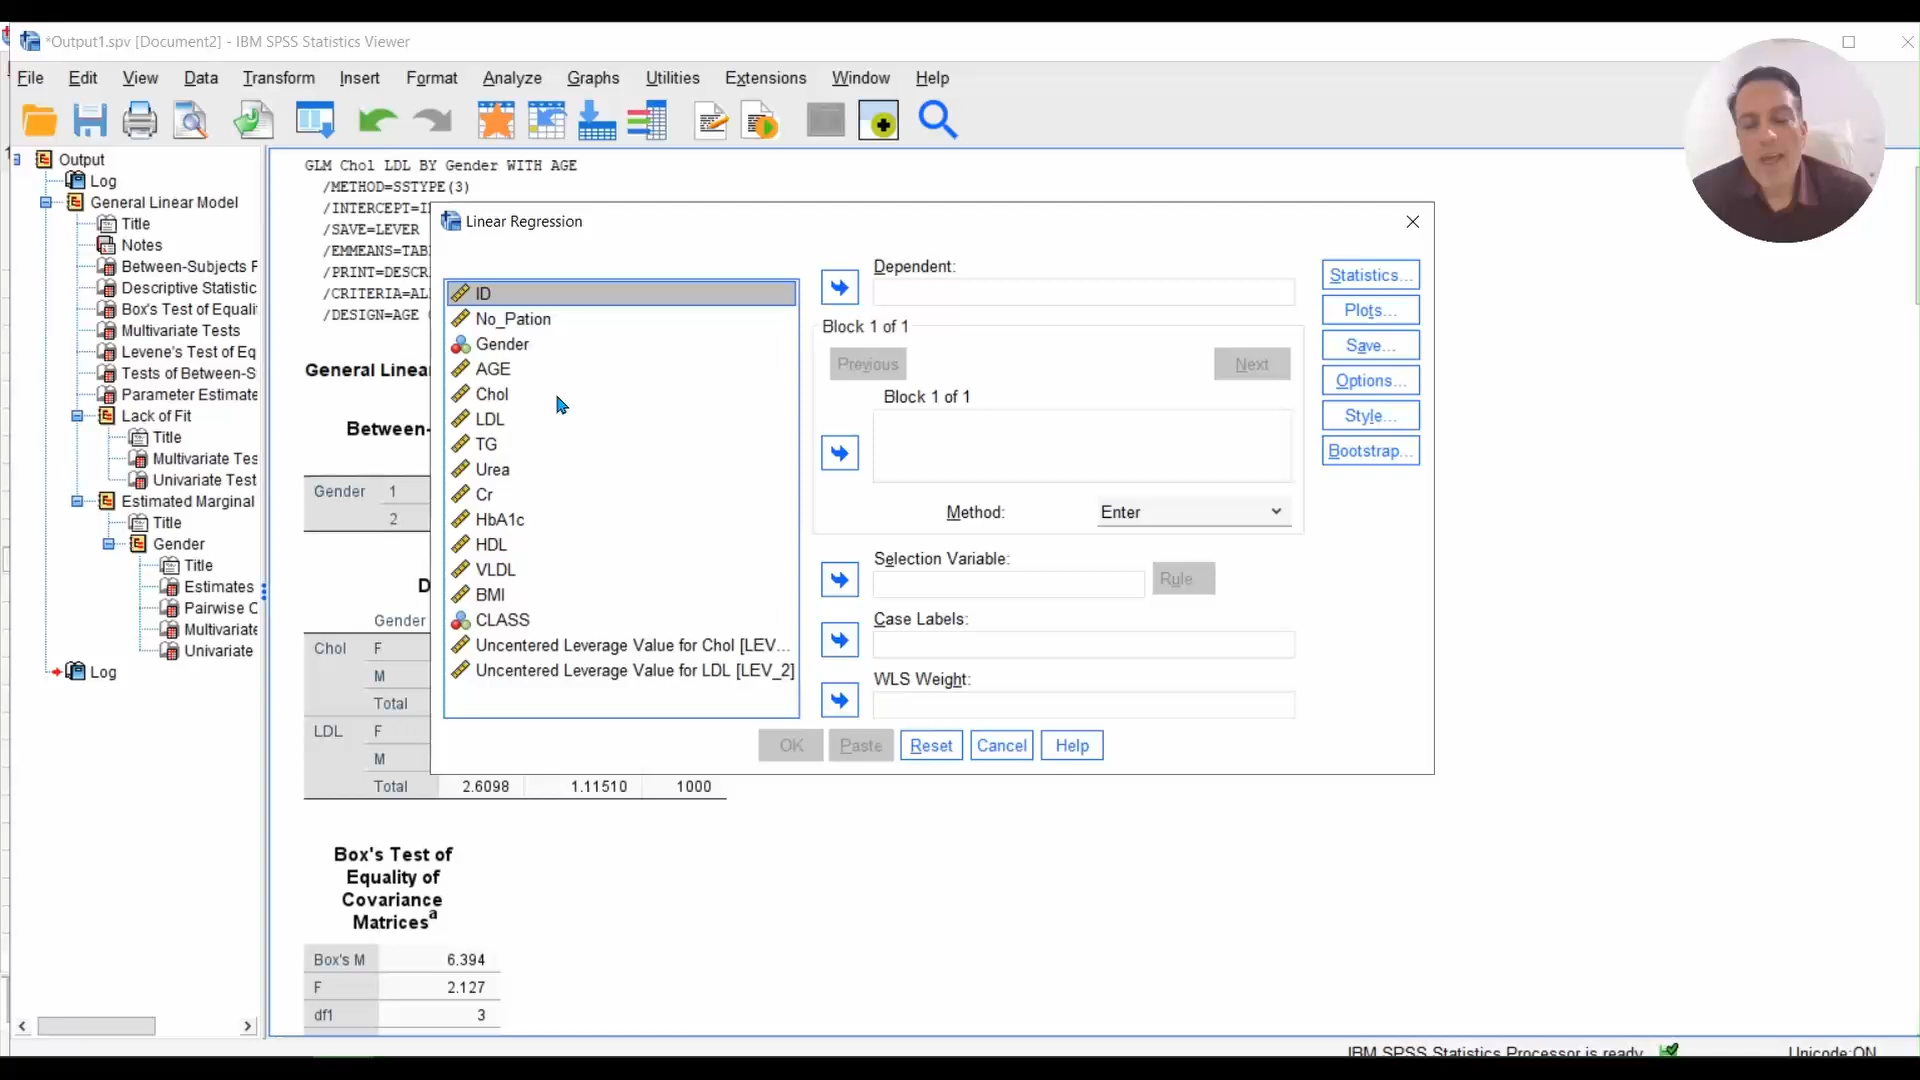 *Output1.spv [Document2] - IBM SPSS Statistics Viewer
File Edit View Data Transform Insert Format Analyze Graphs Utilities Extensions Window Help
Output
Log
General Linear Model
Title
Notes
Between-Subjects F
Descriptive Statistic
Box's Test of Equali
Multivariate Tests
Levene's Test of Eq
Tests of Between-S
Parameter Estimate
Lack of Fit
Title
Multivariate Tes
Univariate Test
Estimated Marginal
Title
Gender
Title
Estimates
Pairwise C
Multivariate
Univariate
Log
GLM Chol LDL BY Gender WITH AGE
/METHOD=SSTYPE(3)
/INTERCEPT=I
/SAVE=LEVER
/EMMEANS=TAB
/PRINT=DESCR
/CRITERIA=AL
/DESIGN=AGE
General Linea
Between-
Gender 1
2
D
Gender
Chol F
M
Total
LDL F
M
Total 2.6098 1.11510 1000
Box's Test of
Equality of
Covariance
Matricesa
Box's M 6.394
F 2.127
df1 3
Linear Regression
ID
No_Pation
Gender
AGE
Chol
LDL
TG
Urea
Cr
HbA1c
HDL
VLDL
BMI
CLASS
Uncentered Leverage Value for Chol [LEV...
Uncentered Leverage Value for LDL [LEV_2]
Dependent:
Block 1 of 1
Previous Next
Block 1 of 1
Method: Enter
Selection Variable:
Rule...
Case Labels:
WLS Weight:
Statistics...
Plots...
Save...
Options...
Style...
Bootstrap...
OK Paste Reset Cancel Help
IBM SPSS Statistics Processor is ready
Unicode:ON